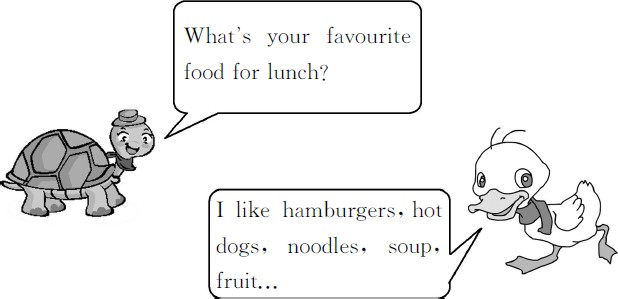 What's your favourite
food for lunch?
I like hamburgers, hot
dogs, noodles, soup,
fruit...